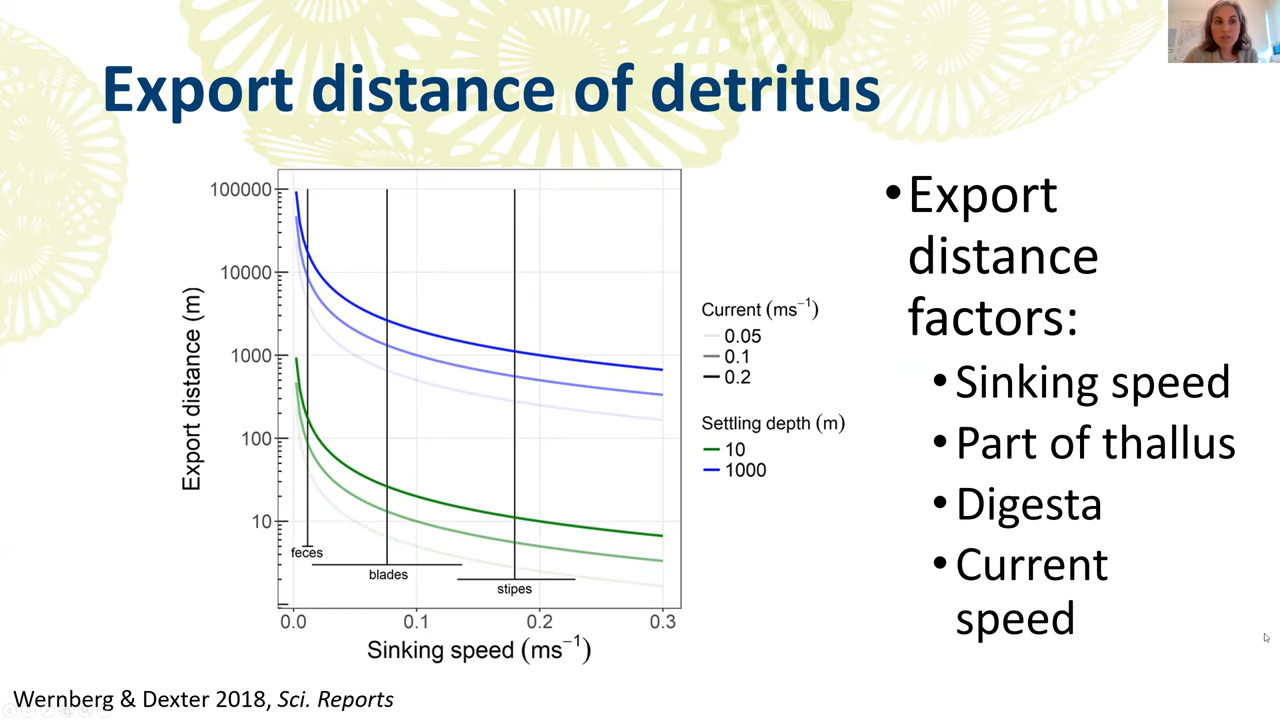 Export distance of detritus
100000
10000
1000
100
10
Export distance (m)
feces
blades
stipes
0.0 0.1 0.2 0.3
Sinking speed (ms⁻¹)
Current (ms⁻¹)
0.05
0.1
0.2
Settling depth (m)
10
1000
•Export
distance
factors:
•Sinking speed
•Part of thallus
•Digesta
•Current
speed
Wernberg & Dexter 2018, Sci. Reports